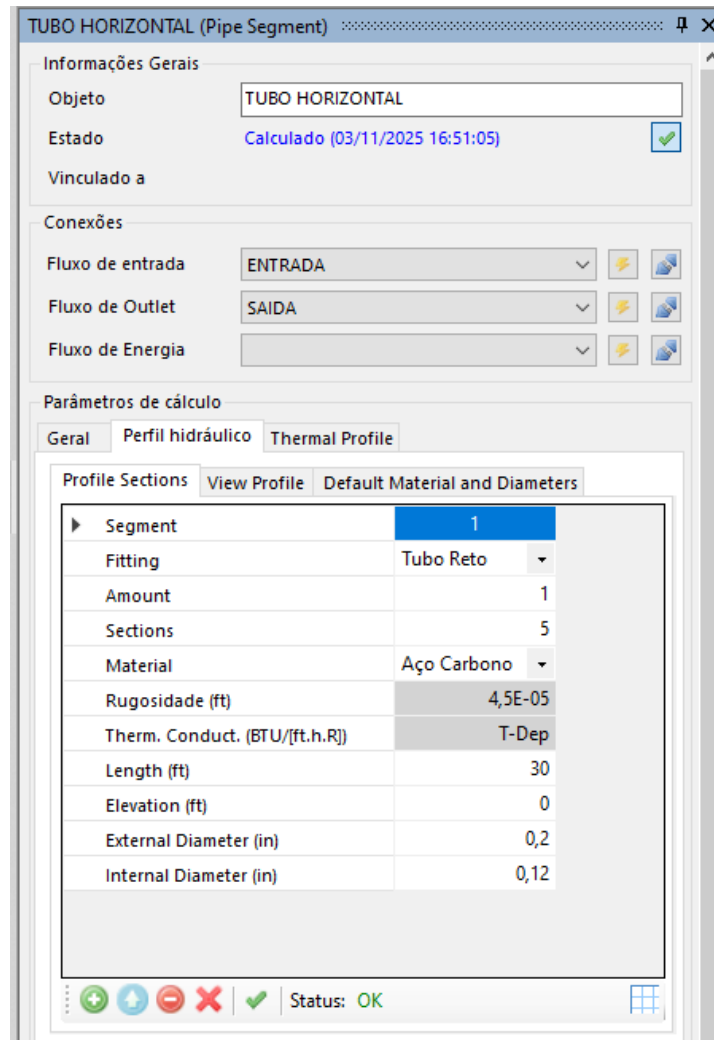 TUBO HORIZONTAL (Pipe Segment)
Informações Gerais
Objeto TUBO HORIZONTAL
Estado Calculado (03/11/2025 16:51:05)
Vinculado a
Conexões
Fluxo de entrada ENTRADA
Fluxo de Outlet SAIDA
Fluxo de Energia
Parâmetros de cálculo
Geral Perfil hidráulico Thermal Profile
Profile Sections View Profile Default Material and Diameters
Segment 1
Fitting Tubo Reto
Amount 1
Sections 5
Material Aço Carbono
Rugosidade (ft) 4,5E-05
Therm. Conduct. (BTU/[ft.h.R]) T-Dep
Length (ft) 30
Elevation (ft) 0
External Diameter (in) 0,2
Internal Diameter (in) 0,12
Status: OK